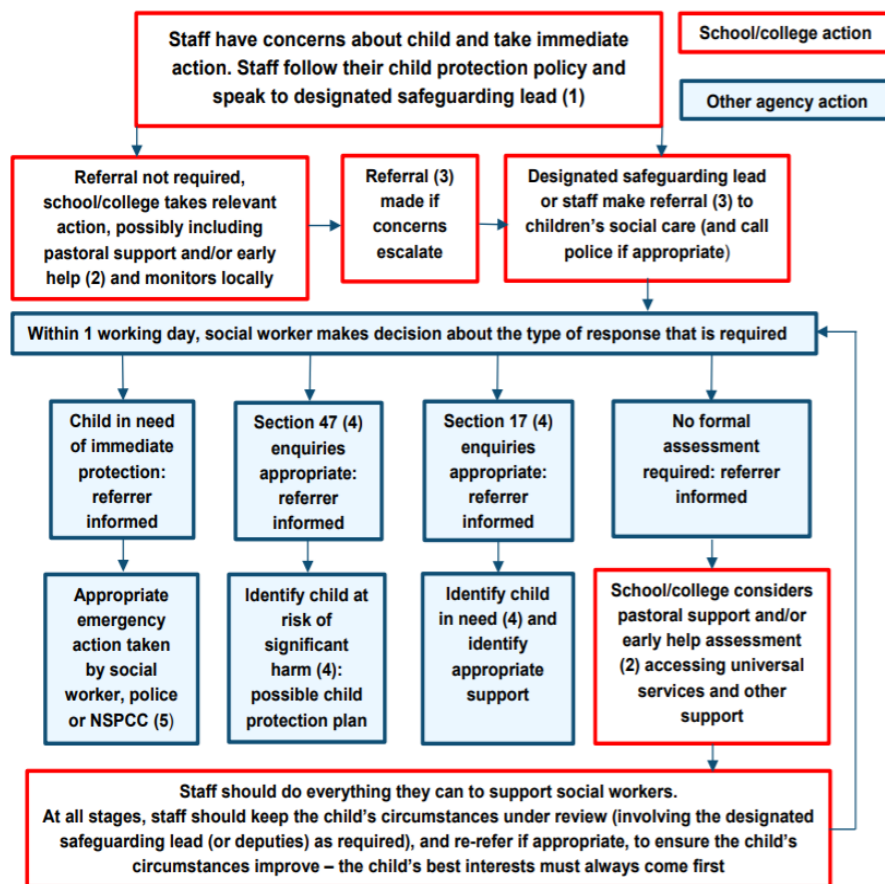 Staff have concerns about child and take immediate
action. Staff follow their child protection policy and
speak to designated safeguarding lead (1)
School/college action
Other agency action
Referral not required,
school/college takes relevant
action, possibly including
pastoral support and/or early
help (2) and monitors locally
Referral (3)
made if
concerns
escalate
Designated safeguarding lead
or staff make referral (3) to
children’s social care (and call
police if appropriate)
Within 1 working day, social worker makes decision about the type of response that is required
Child in need
of immediate
protection:
referrer
informed
Section 47 (4)
enquiries
appropriate:
referrer
informed
Section 17 (4)
enquiries
appropriate:
referrer
informed
No formal
assessment
required: referrer
informed
Appropriate
emergency
action taken
by social
worker, police
or NSPCC (5)
Identify child at
risk of
significant
harm (4):
possible child
protection plan
Identify child
in need (4) and
identify
appropriate
support
School/college considers
pastoral support and/or
early help assessment
(2) accessing universal
services and other
support
Staff should do everything they can to support social workers.
At all stages, staff should keep the child’s circumstances under review (involving the designated
safeguarding lead (or deputies) as required), and re-refer if appropriate, to ensure the child’s
circumstances improve – the child’s best interests must always come first